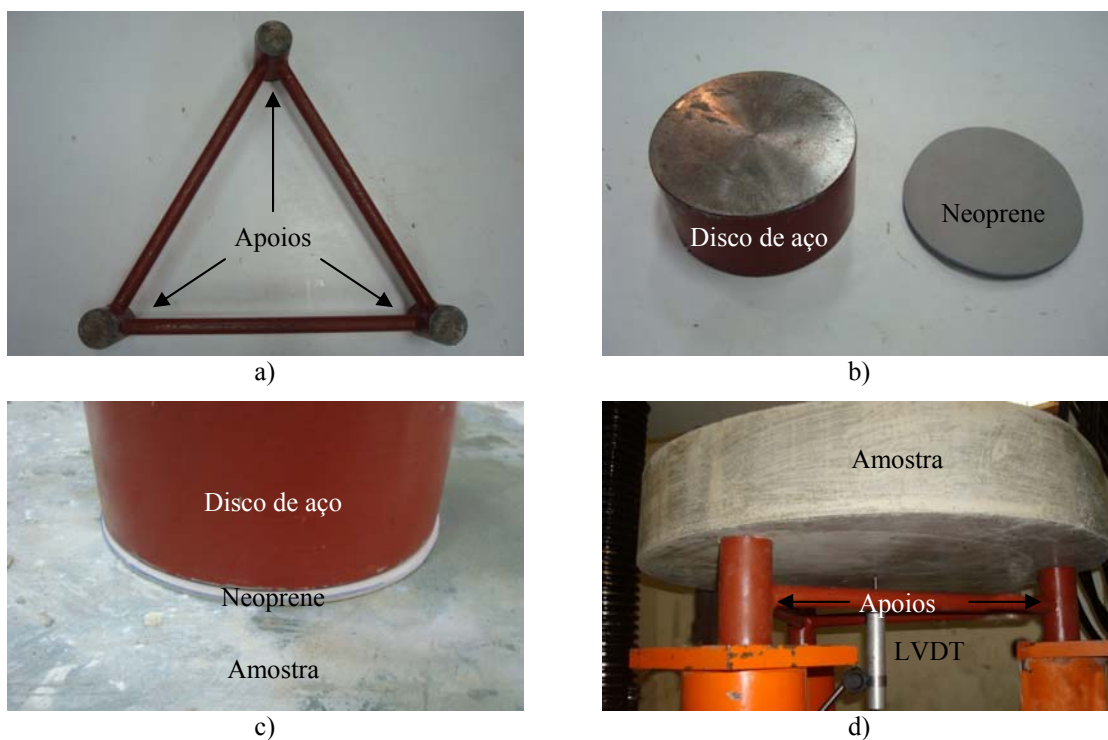 Apoios
a)
Disco de aço
Neoprene
b)
Disco de aço
Neoprene
Amostra
c)
Amostra
Apoios
LVDT
d)